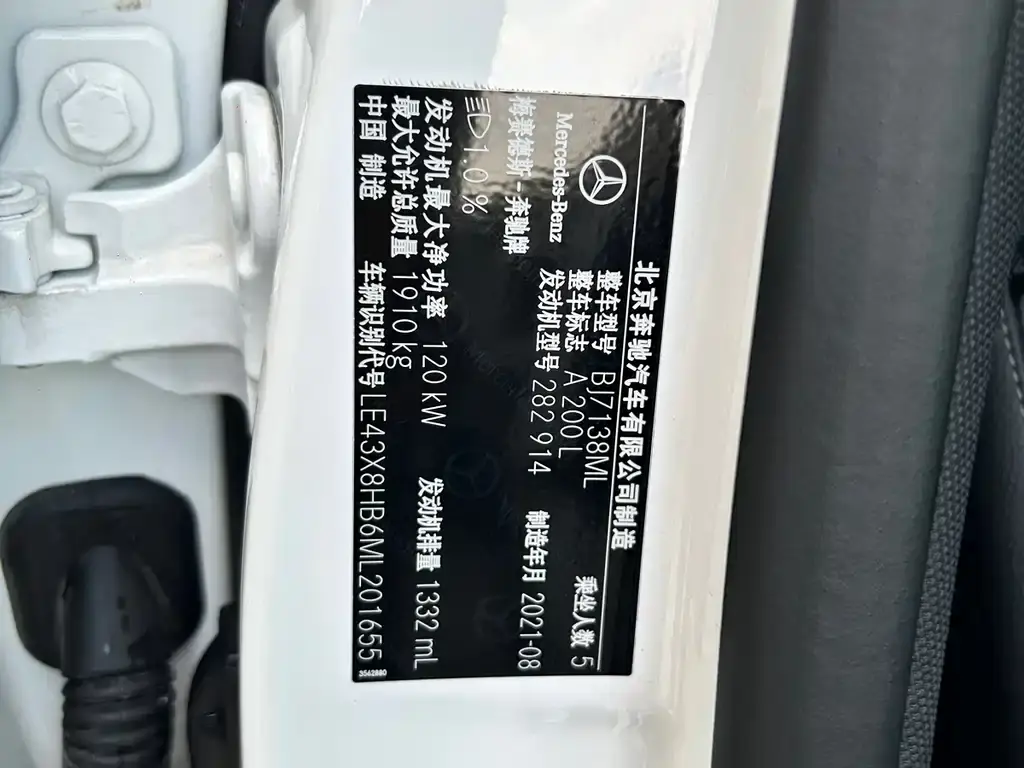 北京奔驰汽车有限公司制造
Mercedes-Benz
梅赛德斯-奔驰牌
整车型号 BJ7138ML 乘坐人数 5
整车标志 A 200 L
发动机型号 282 914 制造年月 2021-08
1.0%
发动机最大净功率 120 kW 发动机排量 1332 mL
最大允许总质量 1910 kg
中国 制造 车辆识别代号 LE43X8HB6ML201655
3562880